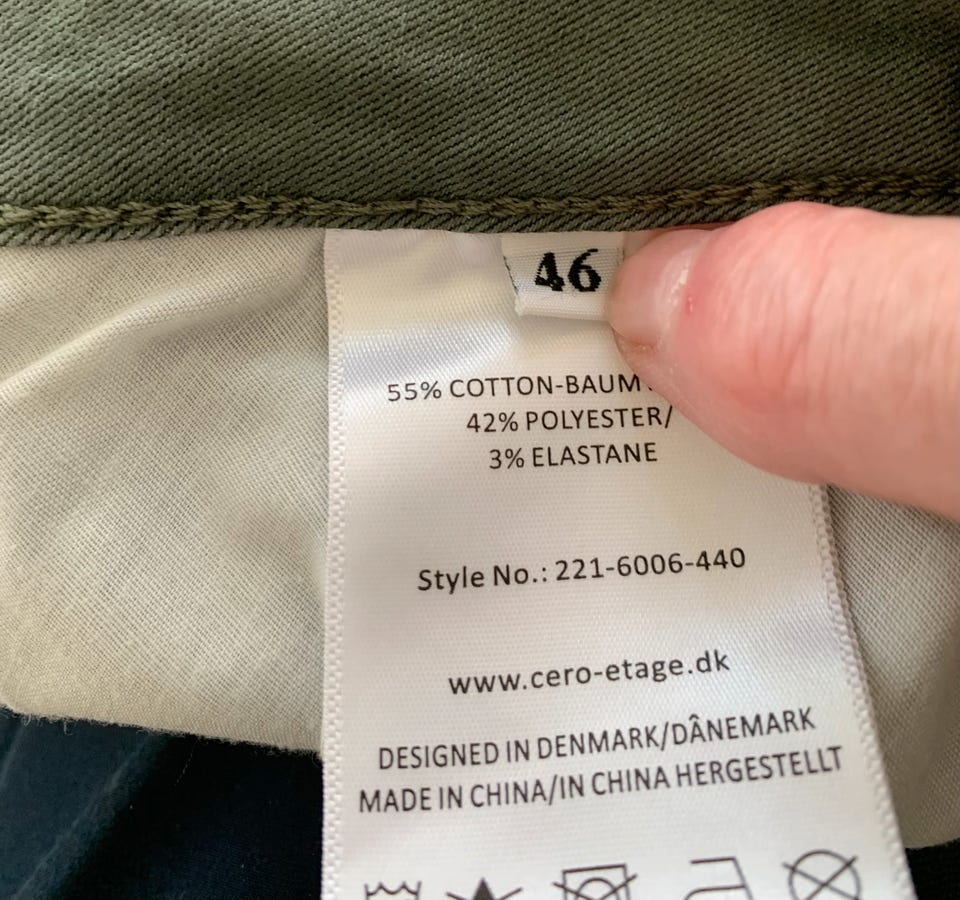 46
55% COTTON-BAUM
42% POLYESTER/
3% ELASTANE
Style No.: 221-6006-440
www.cero-etage.dk
DESIGNED IN DENMARK/DÂNEMARK
MADE IN CHINA/IN CHINA HERGESTELLT